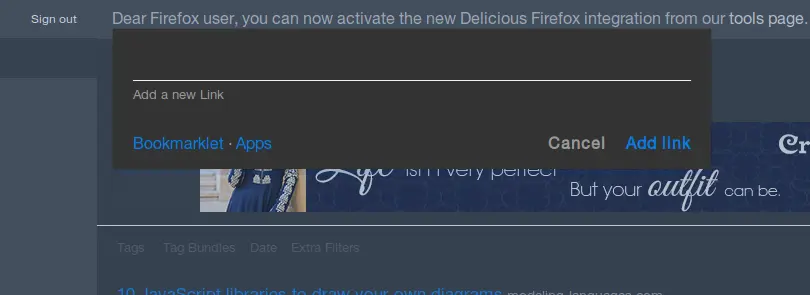 Sign out
Dear Firefox user, you can now activate the new Delicious Firefox integration from our tools page.
Add a new Link
Bookmarklet · Apps
Cancel
Add link
Cr
Life isn't very perfect
But your outfit can be.
Tags
Tag Bundles
Date
Extra Filters
10 JavaScript libraries to draw your own diagrams modeling-languages.com